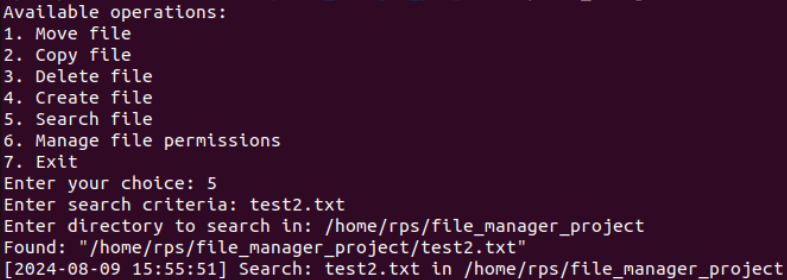 Available operations:
1. Move file
2. Copy file
3. Delete file
4. Create file
5. Search file
6. Manage file permissions
7. Exit
Enter your choice: 5
Enter search criteria: test2.txt
Enter directory to search in: /home/rps/file_manager_project
Found: "/home/rps/file_manager_project/test2.txt"
[2024-08-09 15:55:51] Search: test2.txt in /home/rps/file_manager_project